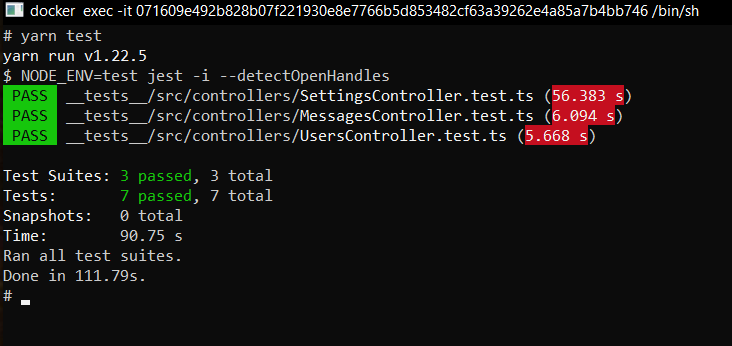 docker exec -it 071609e492b828b07f221930e8e7766b5d853482cf63a39262e4a85a7b4bb746 /bin/sh
# yarn test
yarn run v1.22.5
$ NODE_ENV=test jest -i --detectOpenHandles
PASS __tests__/src/controllers/SettingsController.test.ts (56.383 s)
PASS __tests__/src/controllers/MessagesController.test.ts (6.094 s)
PASS __tests__/src/controllers/UsersController.test.ts (5.668 s)
Test Suites: 3 passed, 3 total
Tests: 7 passed, 7 total
Snapshots: 0 total
Time: 90.75 s
Ran all test suites.
Done in 111.79s.
#